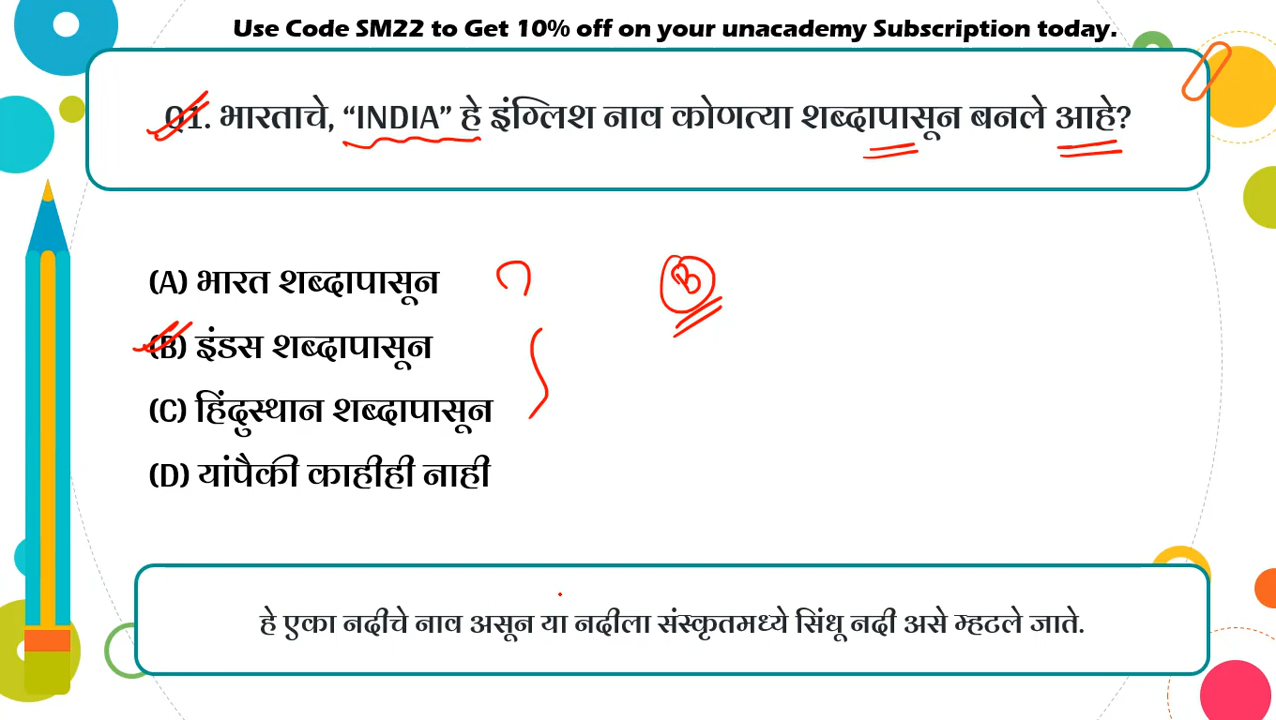 Use Code SM22 to Get 10% off on your unacademy Subscription today.
Q1. भारताचे, “INDIA” हे इंग्लिश नाव कोणत्या शब्दापासून बनले आहे?
(A) भारत शब्दापासून
B
(B) इंडस शब्दापासून
(C) हिंदुस्थान शब्दापासून
(D) यांपैकी काहीही नाही
हे एका नदीचे नाव असून या नदीला संस्कृतमध्ये सिंधू नदी असे म्हटले जाते.